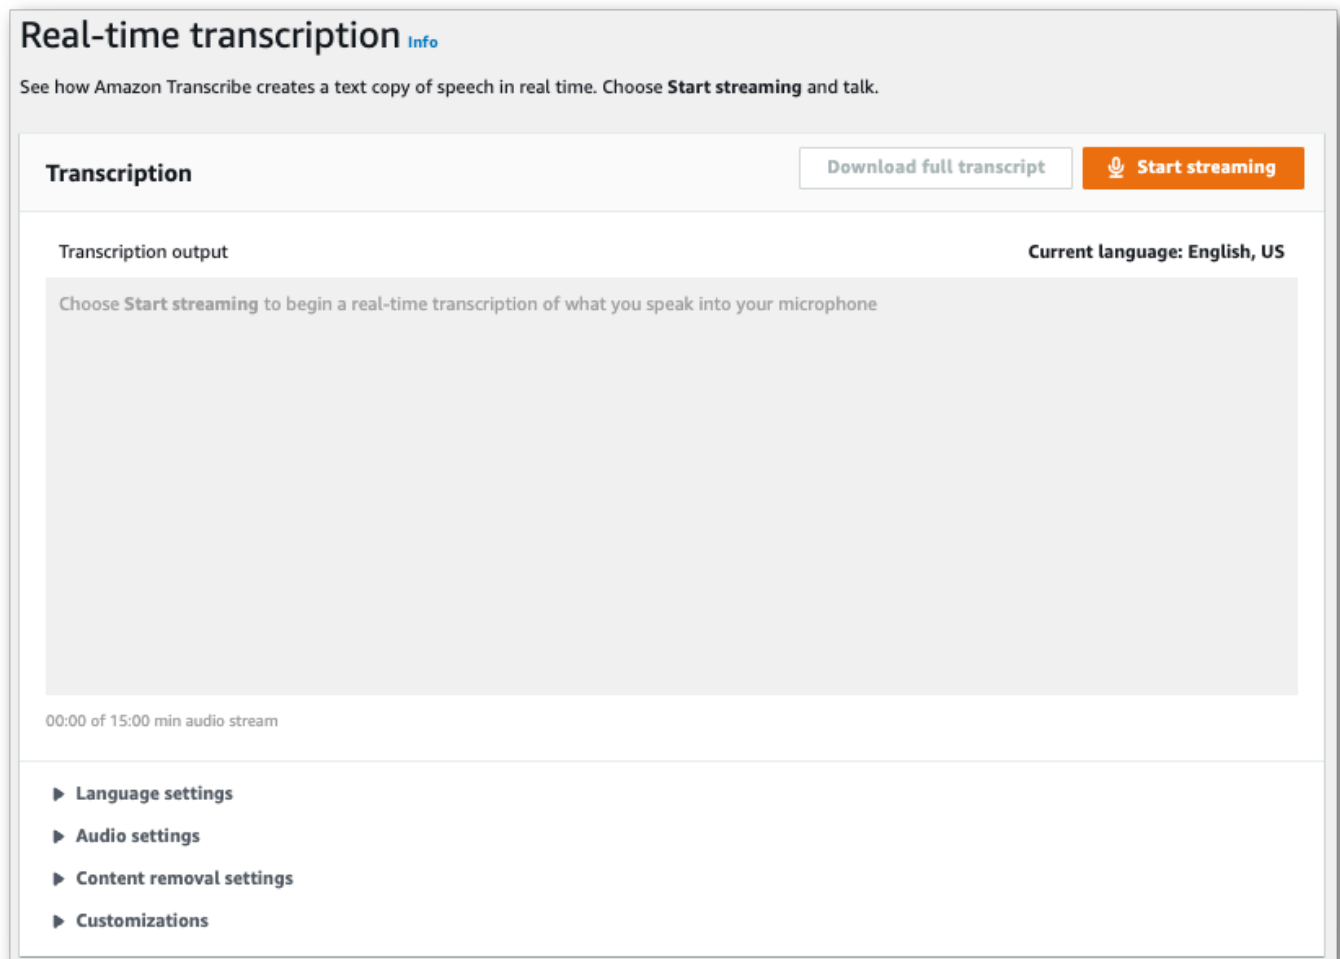 Real-time transcription Info
See how Amazon Transcribe creates a text copy of speech in real time. Choose Start streaming and talk.
Transcription
Download full transcript
Start streaming
Transcription output
Current language: English, US
Choose Start streaming to begin a real-time transcription of what you speak into your microphone
00:00 of 15:00 min audio stream
Language settings
Audio settings
Content removal settings
Customizations